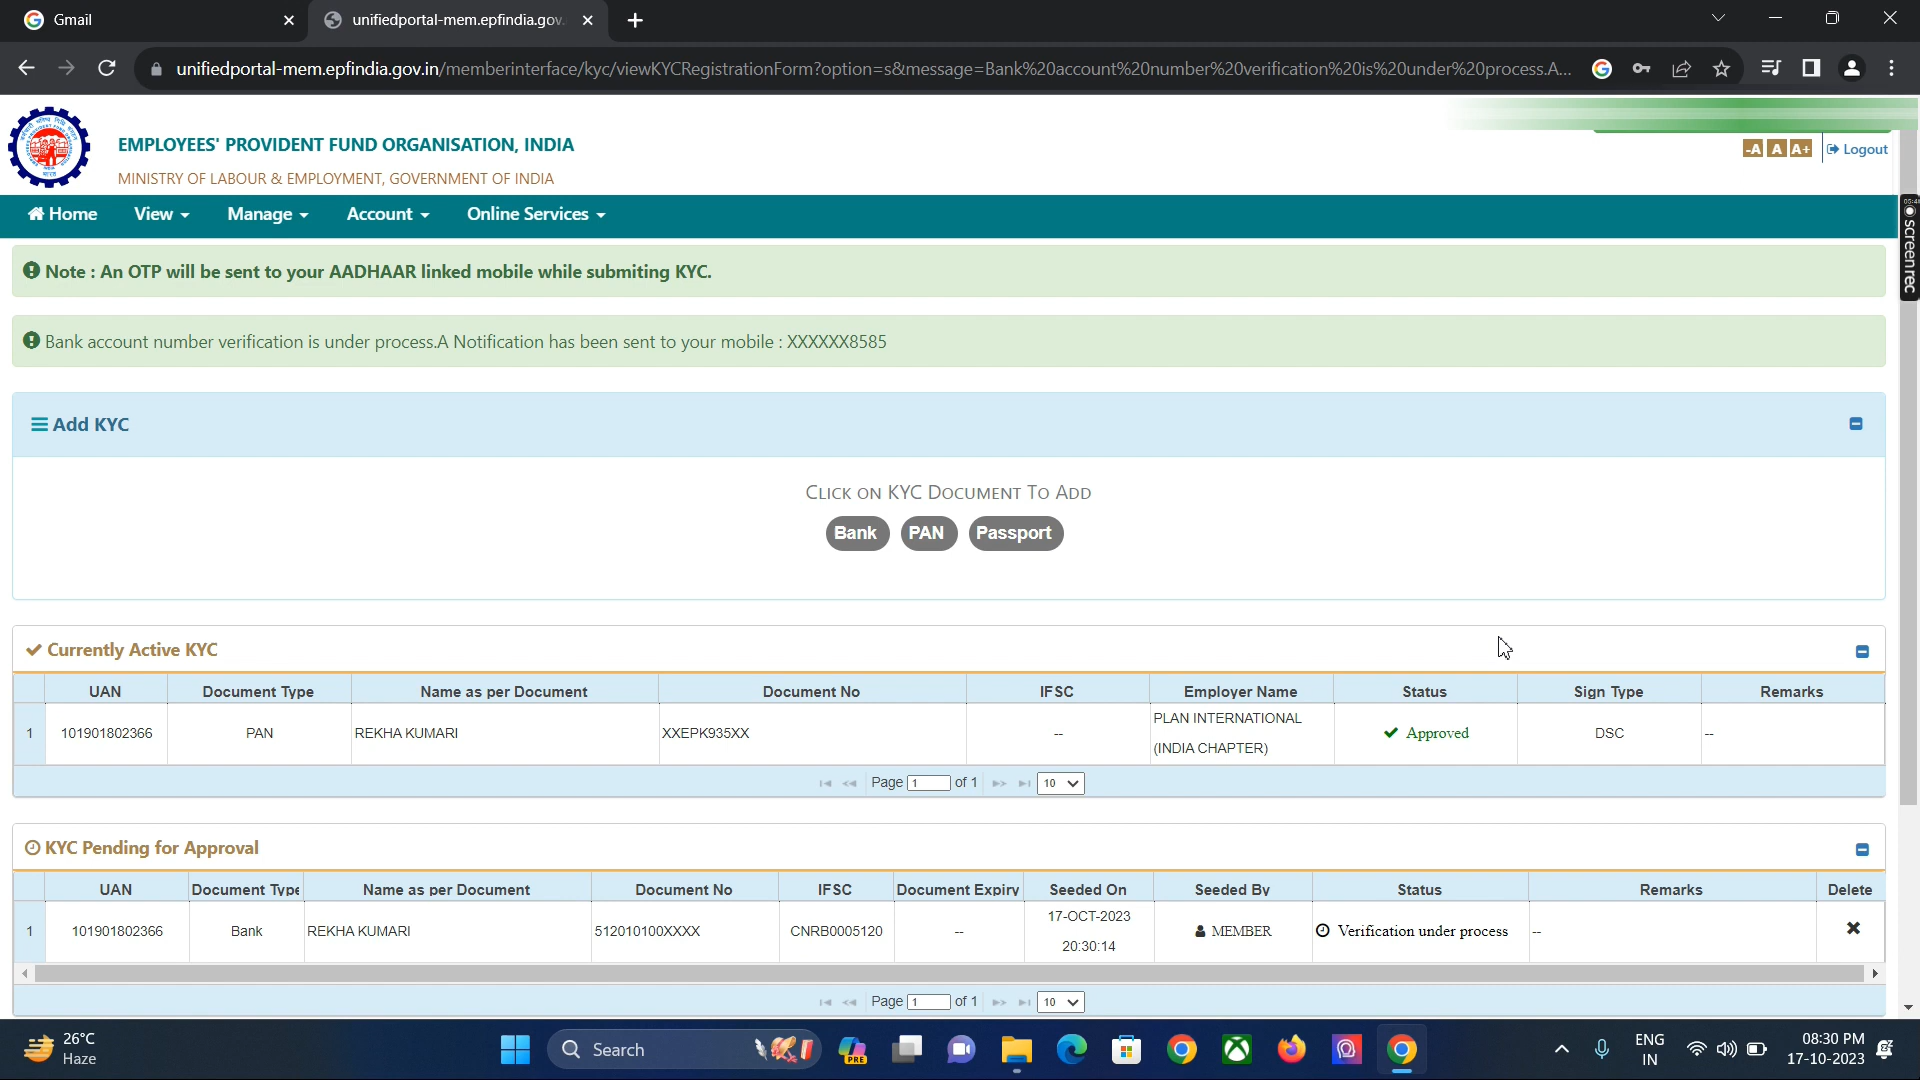 Gmail
unifiedportal-mem.epfindia.gov.
unifiedportal-mem.epfindia.gov.in/memberinterface/kyc/viewKYCRegistrationForm?option=s&message=Bank%20account%20number%20verification%20is%20under%20process.A...
EMPLOYEES' PROVIDENT FUND ORGANISATION, INDIA
MINISTRY OF LABOUR & EMPLOYMENT, GOVERNMENT OF INDIA
-A A A+ Logout
Home View Manage Account Online Services
screenrec
Note : An OTP will be sent to your AADHAAR linked mobile while submiting KYC.
Bank account number verification is under process.A Notification has been sent to your mobile : XXXXXX8585
Add KYC
CLICK ON KYC DOCUMENT TO ADD
Bank PAN Passport
Currently Active KYC
UAN Document Type Name as per Document Document No IFSC Employer Name Status Sign Type Remarks
1 101901802366 PAN REKHA KUMARI XXEPK935XX -- PLAN INTERNATIONAL (INDIA CHAPTER) Approved DSC --
Page 1 of 1 10
KYC Pending for Approval
UAN Document Type Name as per Document Document No IFSC Document Expiry Seeded On Seeded By Status Remarks Delete
1 101901802366 Bank REKHA KUMARI 512010100XXXX CNRB0005120 -- 17-OCT-2023 20:30:14 MEMBER Verification under process --
Page 1 of 1 10
26°C
Haze
Search
PRE
ENG
IN
08:30 PM
17-10-2023